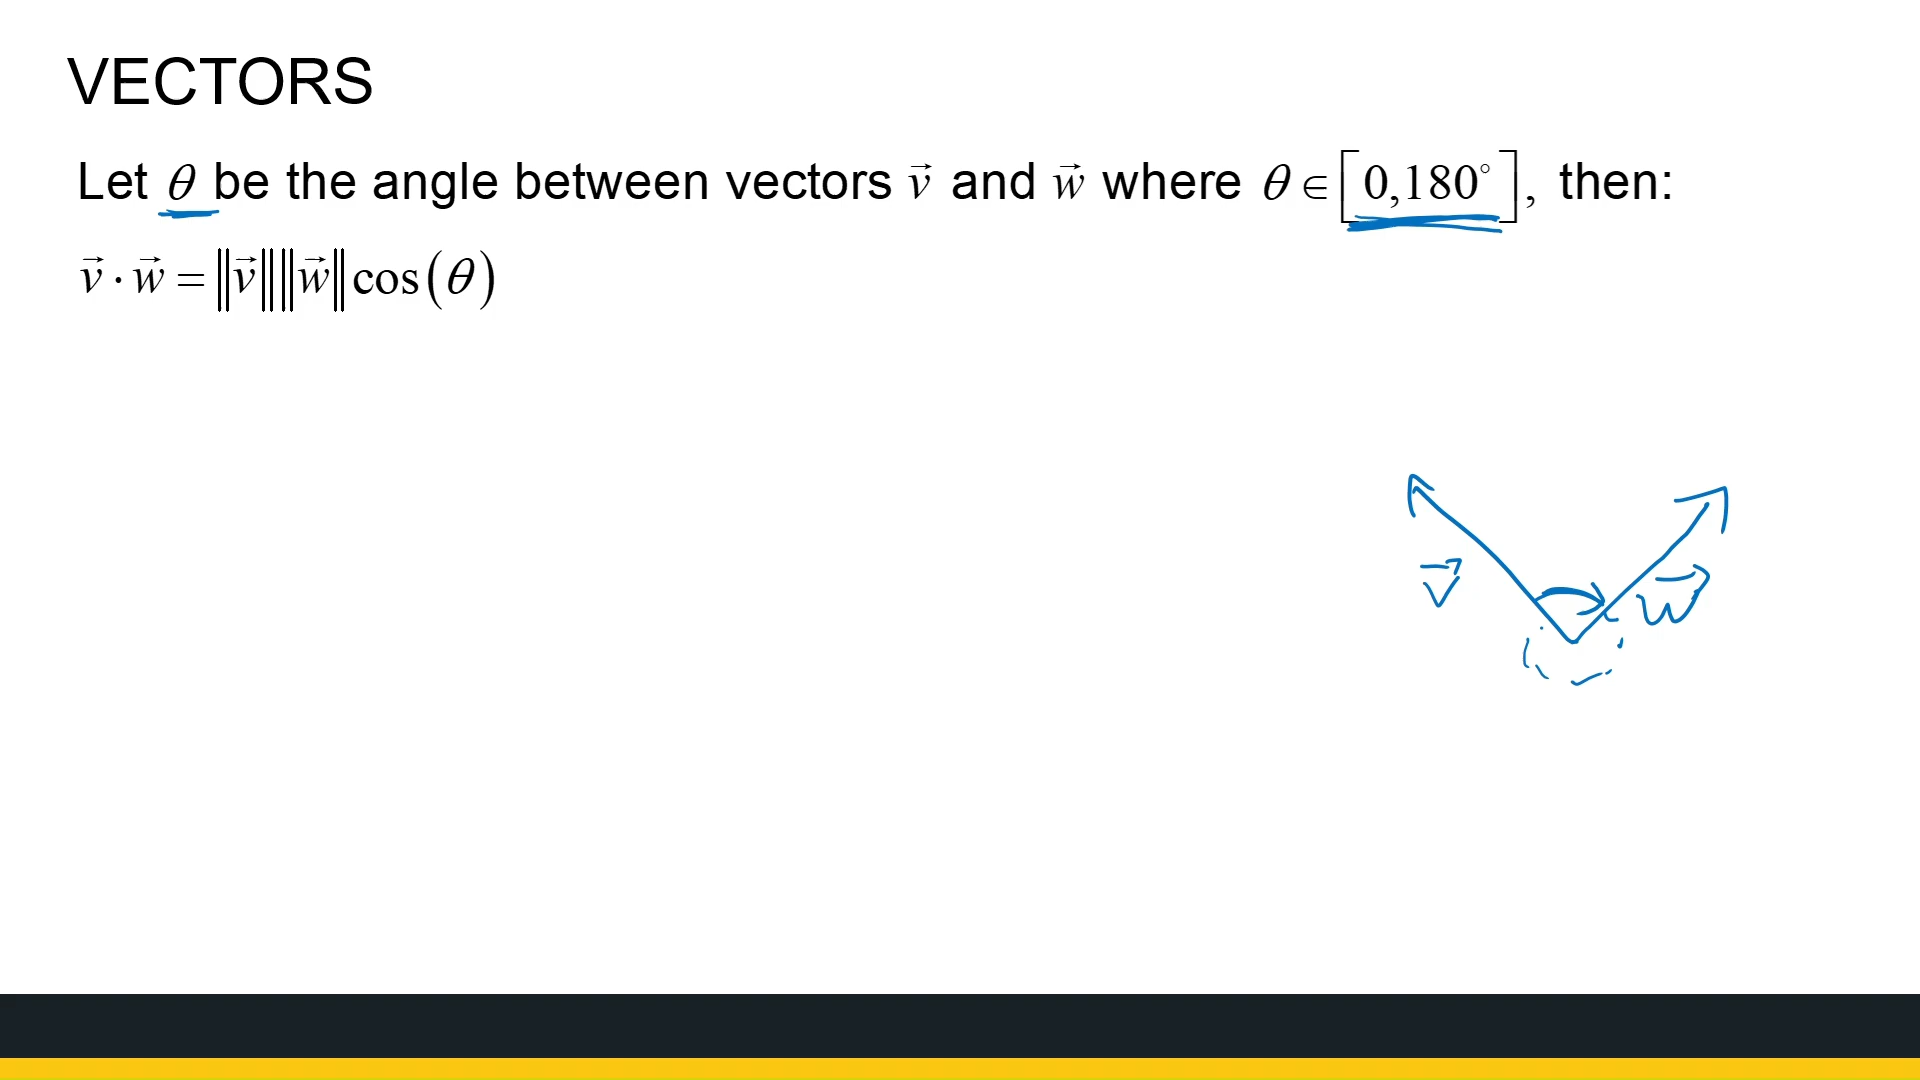 VECTORS
Let θ be the angle between vectors v⃗ and w⃗ where θ ∈ [0,180°], then:
v⃗ · w⃗ = ‖v⃗‖‖w⃗‖cos(θ)
v⃗
w⃗